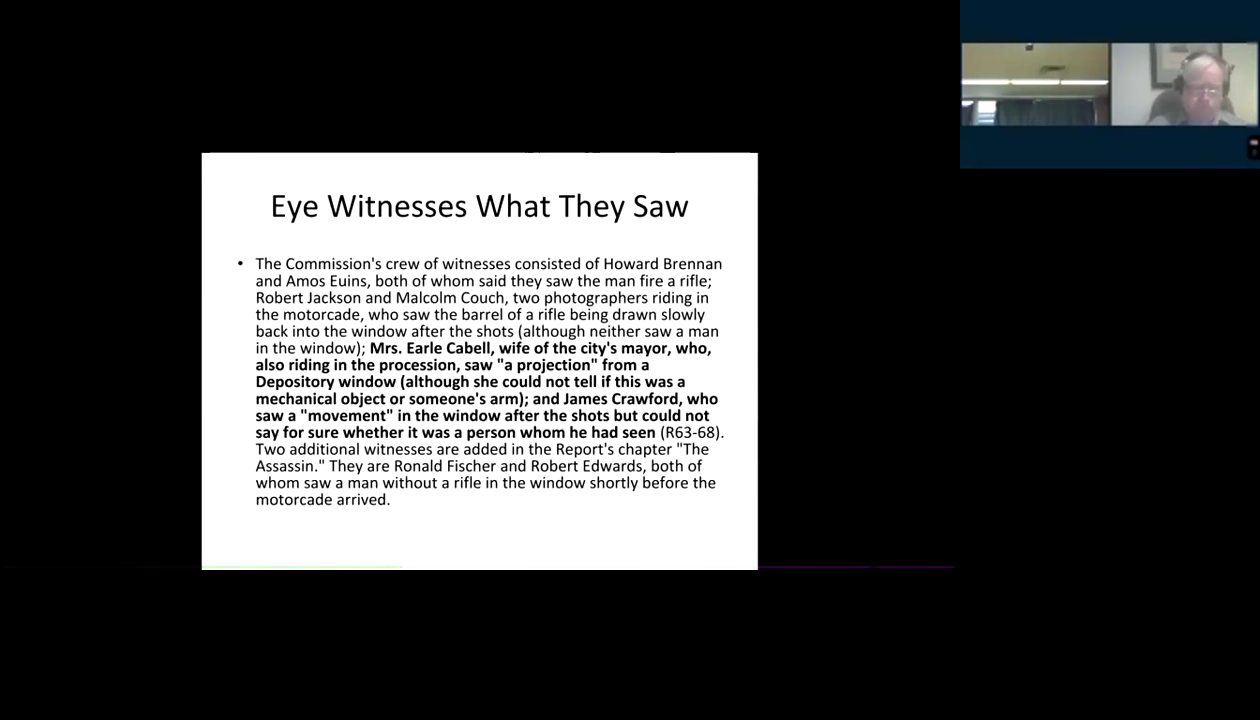 Eye Witnesses What They Saw
• The Commission's crew of witnesses consisted of Howard Brennan
and Amos Euins, both of whom said they saw the man fire a rifle;
Robert Jackson and Malcolm Couch, two photographers riding in
the motorcade, who saw the barrel of a rifle being drawn slowly
back into the window after the shots (although neither saw a man
in the window); Mrs. Earle Cabell, wife of the city's mayor, who,
also riding in the procession, saw "a projection" from a
Depository window (although she could not tell if this was a
mechanical object or someone's arm); and James Crawford, who
saw a "movement" in the window after the shots but could not
say for sure whether it was a person whom he had seen (R63-68).
Two additional witnesses are added in the Report's chapter "The
Assassin." They are Ronald Fischer and Robert Edwards, both of
whom saw a man without a rifle in the window shortly before the
motorcade arrived.